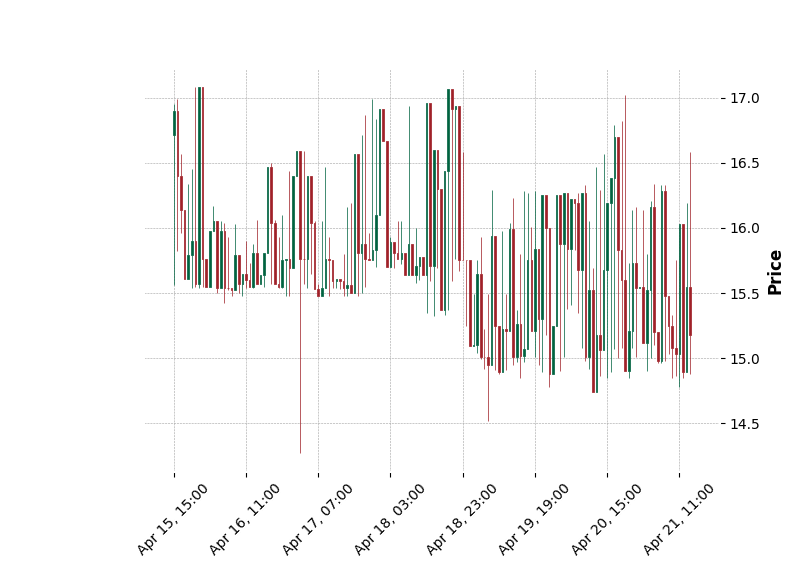 17.0
16.5
16.0
15.5
15.0
14.5
Price
Apr 15, 15:00
Apr 16, 11:00
Apr 17, 07:00
Apr 18, 03:00
Apr 18, 23:00
Apr 19, 19:00
Apr 20, 15:00
Apr 21, 11:00